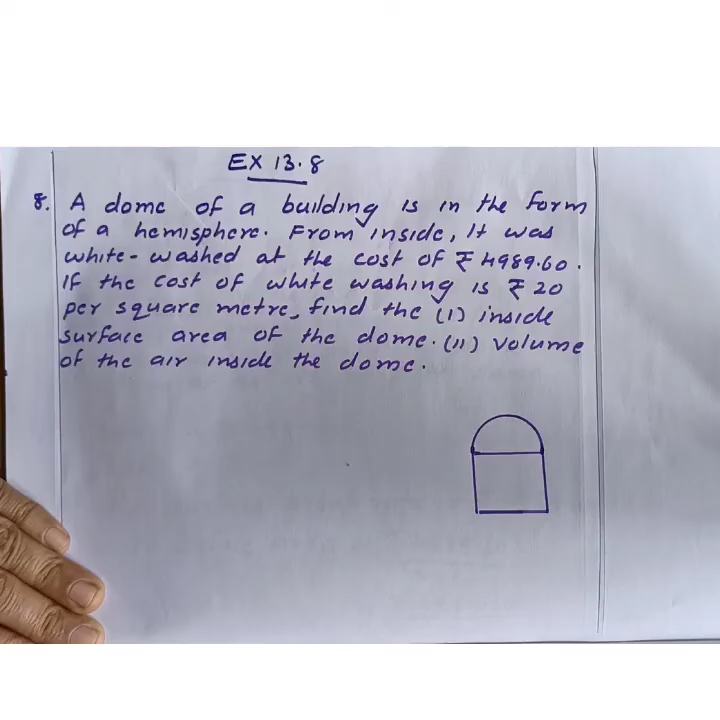 EX 13.8
8. A dome of a building is in the form
of a hemisphere. From inside, it was
white-washed at the cost of ₹ 4989.60.
If the cost of white washing is ₹ 20
per square metre, find the (i) inside
surface area of the dome. (ii) volume
of the air inside the dome.